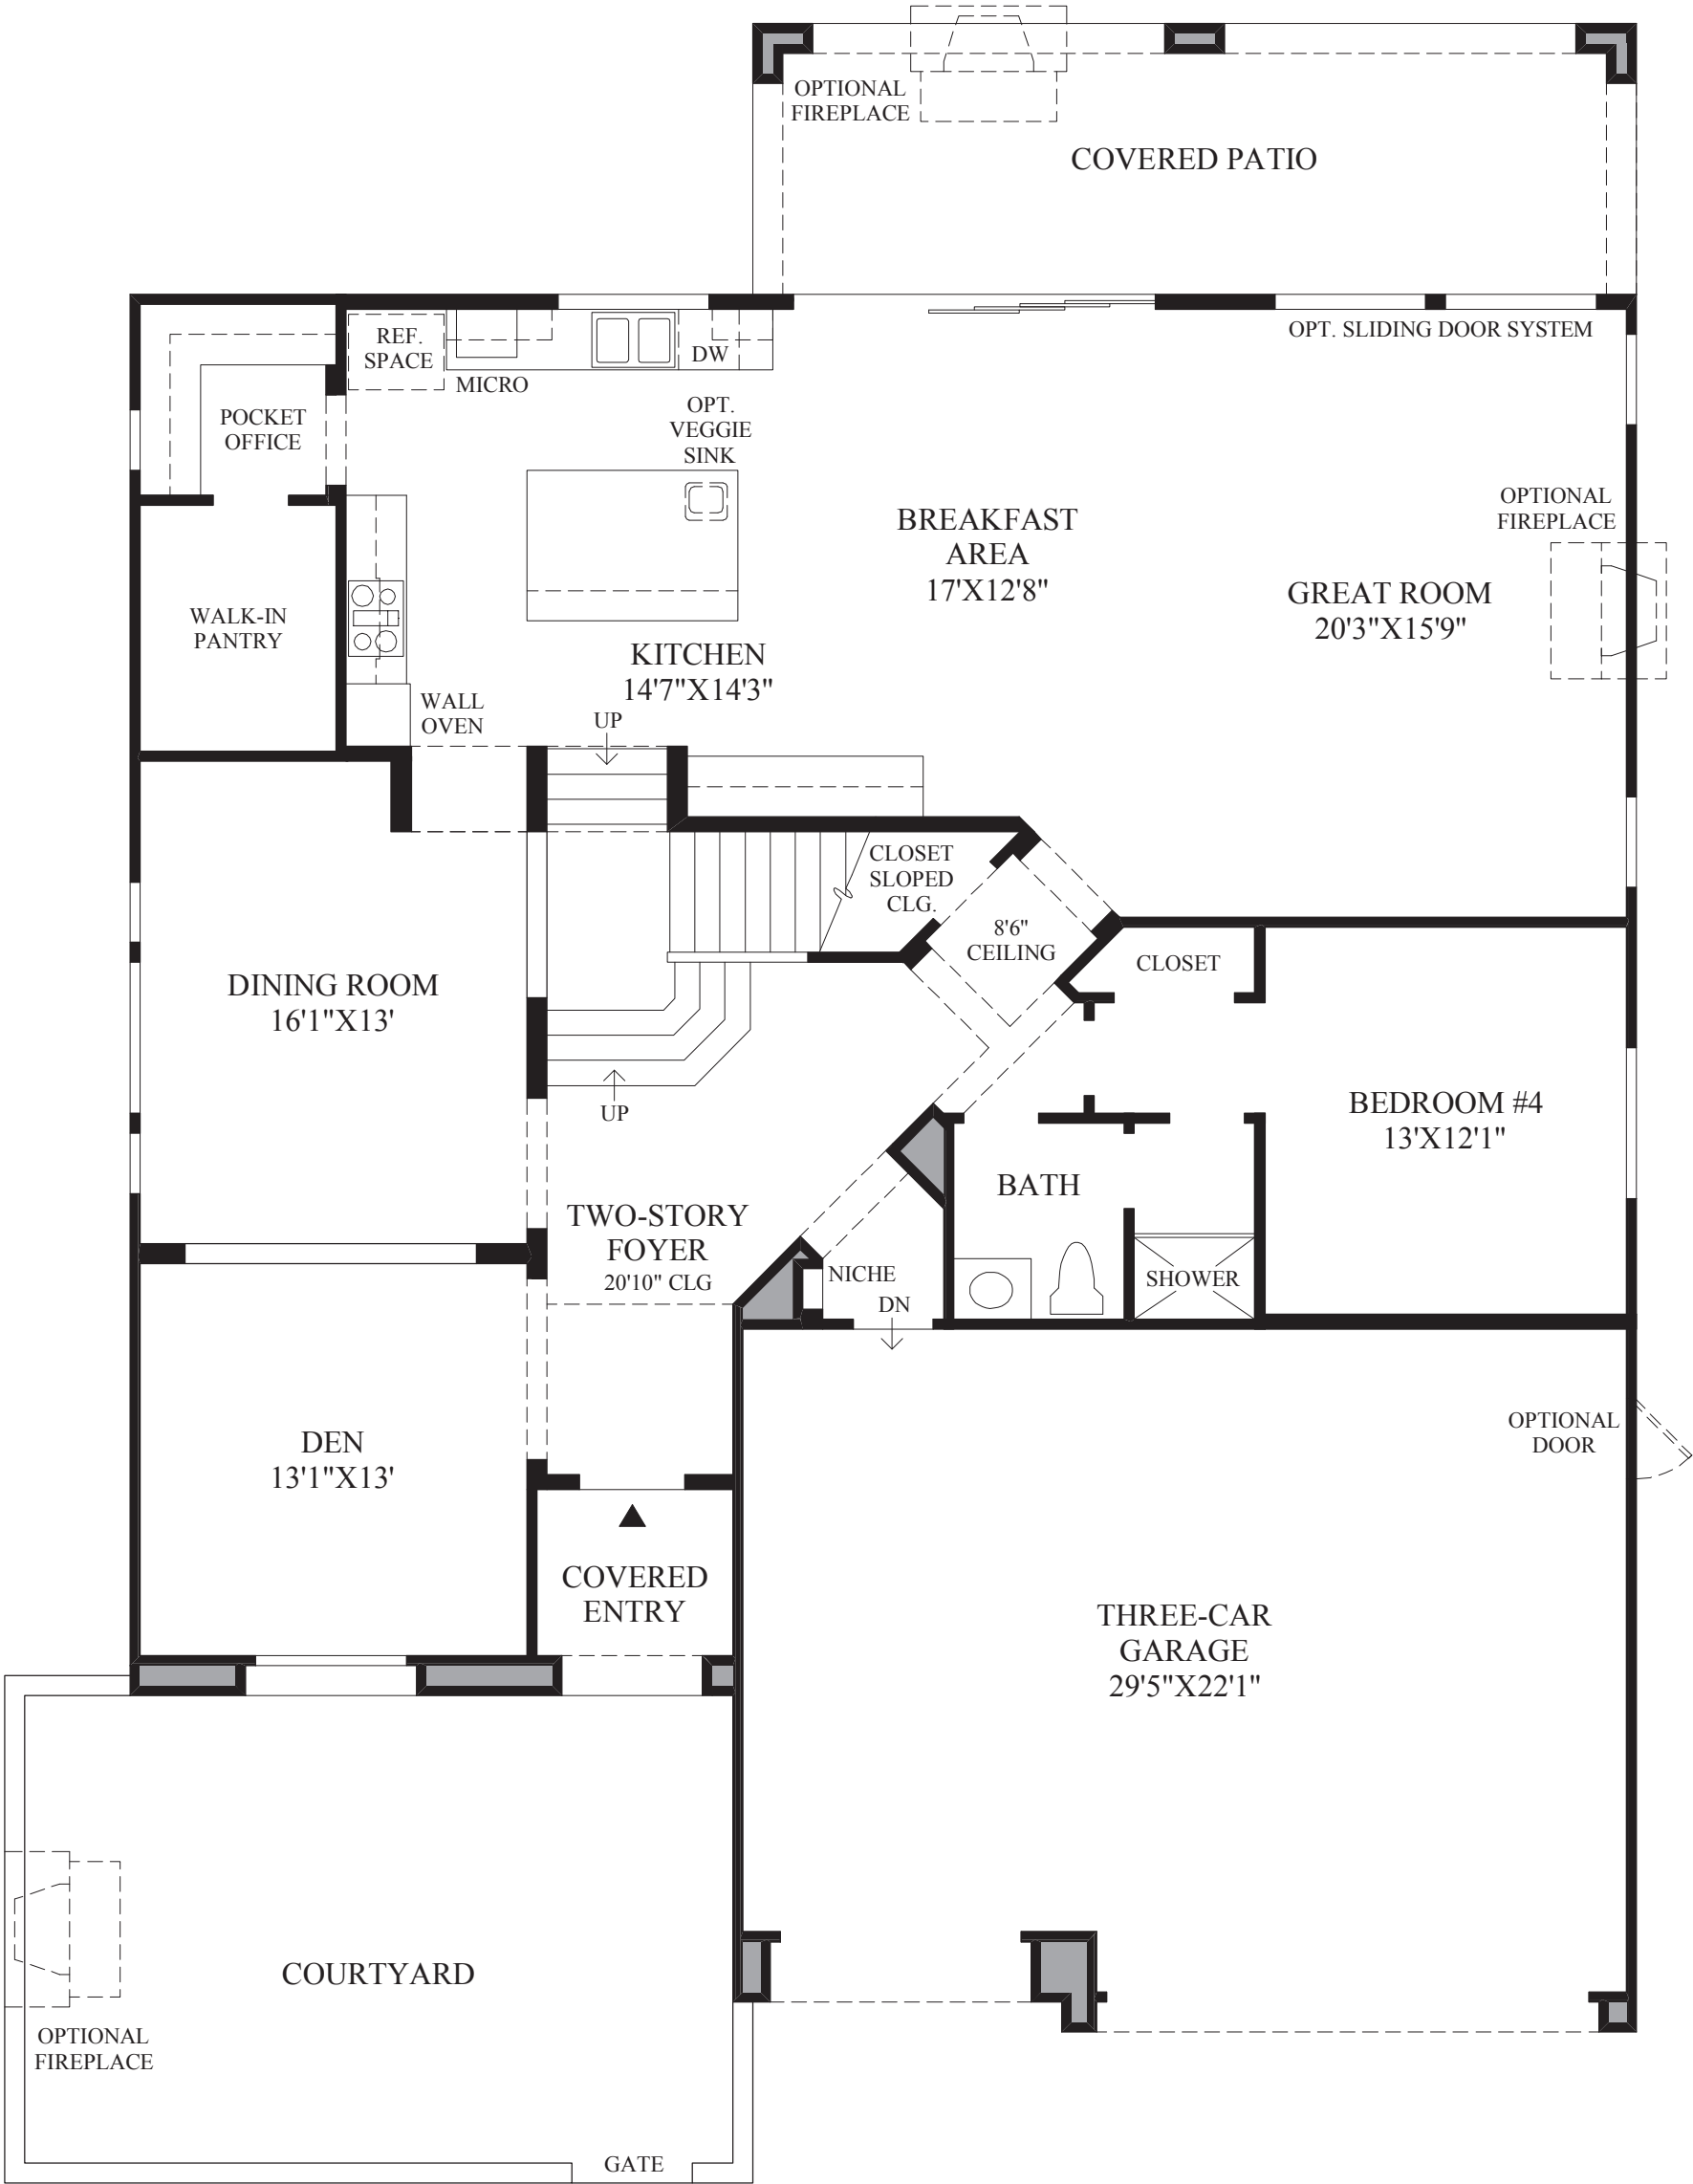 OPTIONAL
FIREPLACE
COVERED PATIO
REF.
SPACE
MICRO
DW
OPT. SLIDING DOOR SYSTEM
POCKET
OFFICE
OPT.
VEGGIE
SINK
BREAKFAST
AREA
17'X12'8"
OPTIONAL
FIREPLACE
GREAT ROOM
20'3"X15'9"
WALK-IN
PANTRY
KITCHEN
14'7"X14'3"
WALL
OVEN
UP
CLOSET
SLOPED
CLG.
8'6"
CEILING
CLOSET
DINING ROOM
16'1"X13'
UP
BEDROOM #4
13'X12'1"
BATH
TWO-STORY
FOYER
20'10" CLG
NICHE
DN
SHOWER
DEN
13'1"X13'
OPTIONAL
DOOR
COVERED
ENTRY
THREE-CAR
GARAGE
29'5"X22'1"
COURTYARD
OPTIONAL
FIREPLACE
GATE